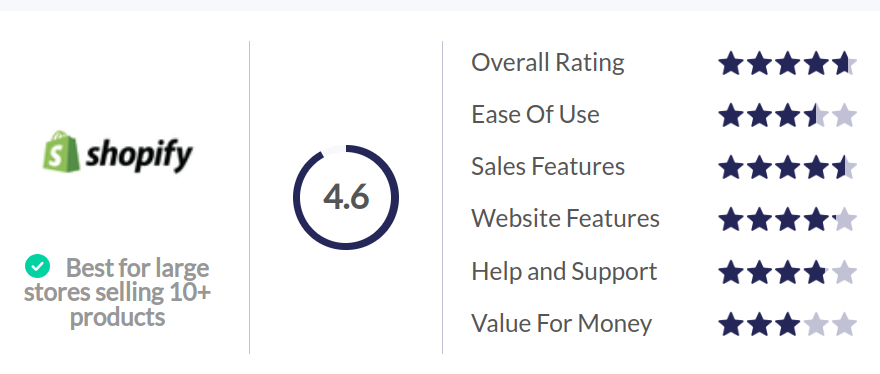 shopify
Best for large
stores selling 10+
products
4.6
Overall Rating
Ease Of Use
Sales Features
Website Features
Help and Support
Value For Money